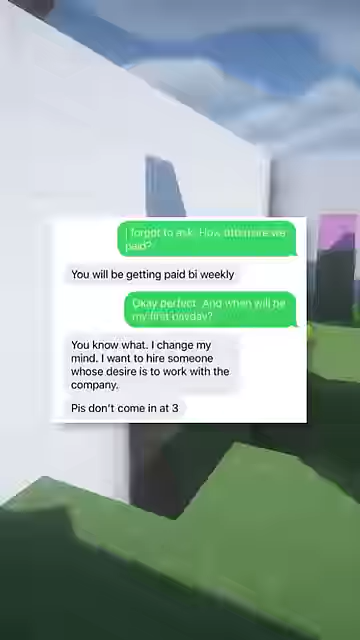 I forgot to ask. How often are we
paid?
You will be getting paid bi weekly
Okay perfect. And when will be
my first payday?
You know what. I change my
mind. I want to hire someone
whose desire is to work with the
company.
Pls don't come in at 3